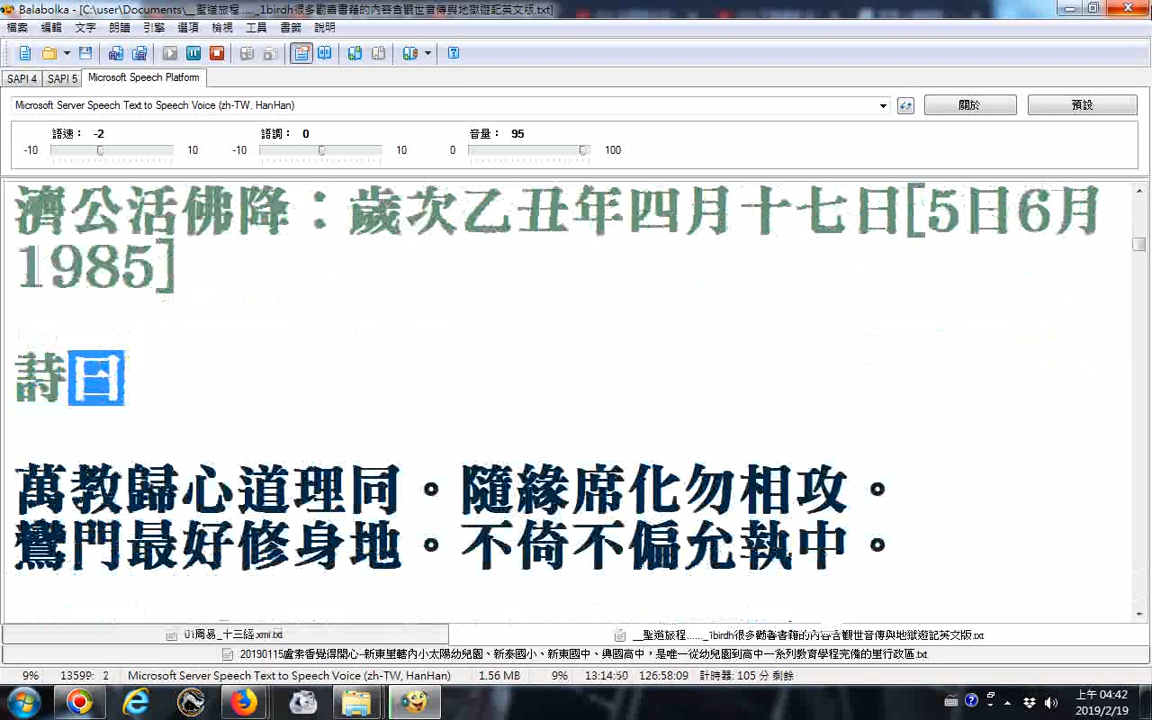 Balabolka - [C:\user\Documents\__聖道旅程......_1birdh很多勸善書籍的內容含觀世音傳與地獄遊記英文版.txt]
檔案 編輯 文字 朗讀 引擎 選項 檢視 工具 書籤 說明
SAPI 4 SAPI 5 Microsoft Speech Platform
Microsoft Server Speech Text to Speech Voice (zh-TW, HanHan) 關於 預設
語速： -2 語調： 0 音量： 95
-10 10 -10 10 0 100
濟公活佛降：歲次乙丑年四月十七日[5日6月
1985]
詩曰
萬教歸心道理同。隨緣席化勿相攻。
鸞門最好修身地。不倚不偏允執中。
01周易_十三經.xml.txt __聖道旅程......_1birdh很多勸善書籍的內容含觀世音傳與地獄遊記英文版.txt
20190115盧素香覺得開心-新東里轄內小太陽幼兒園、新泰國小、新東國中、興國高中，是唯一從幼兒園到高中一系列教育學程完備的里行政區.txt
9% 13599: 2 Microsoft Server Speech Text to Speech Voice (zh-TW, HanHan) 1.56 MB 9% 13:14:50 126:58:09 計時器: 105 分 剩餘
上午 04:42
2019/2/19